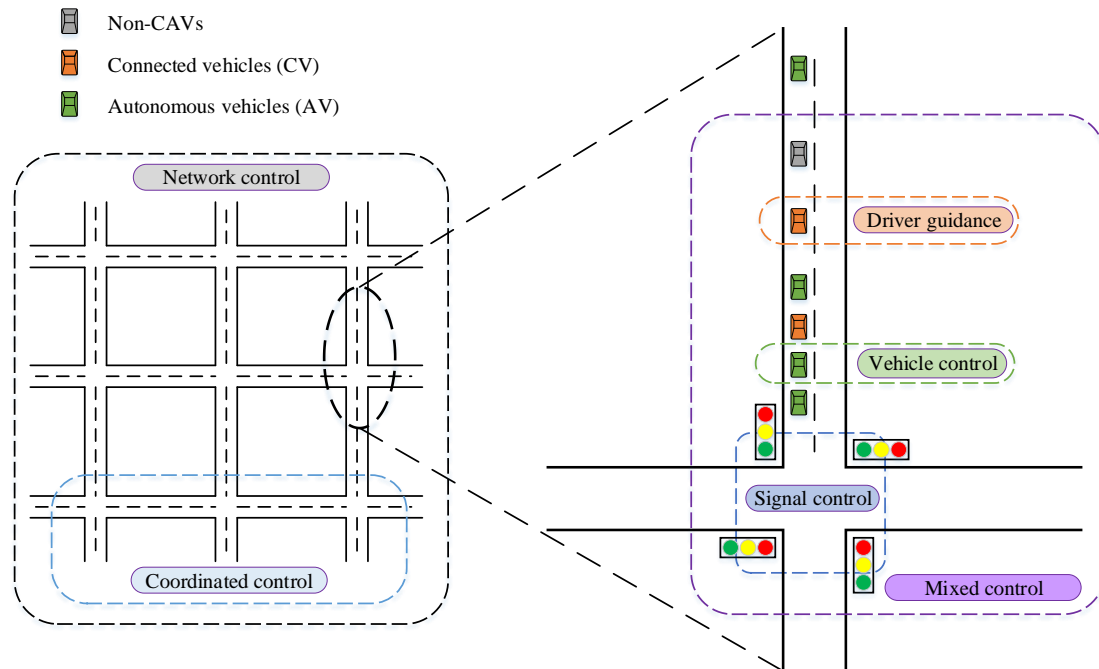 Non-CAVs
Connected vehicles (CV)
Autonomous vehicles (AV)
Network control
Driver guidance
Vehicle control
Signal control
Coordinated control
Mixed control